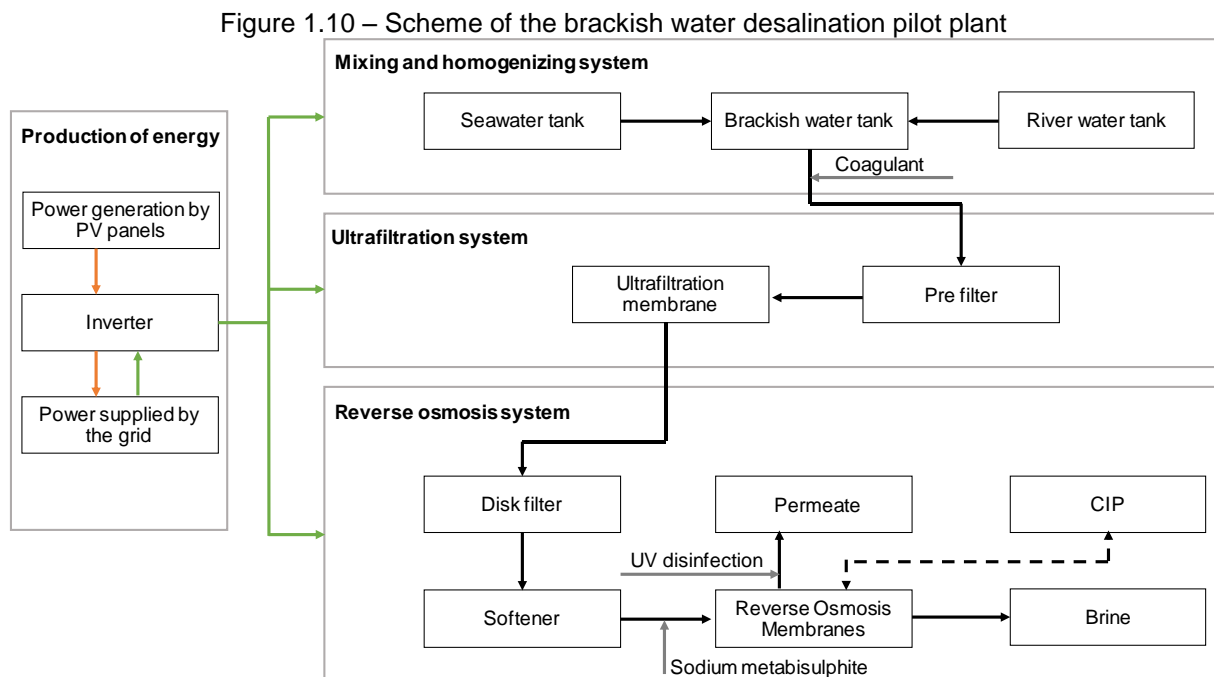 Figure 1.10 – Scheme of the brackish water desalination pilot plant
Production of energy
Power generation by
PV panels
Inverter
Power supplied by
the grid
Mixing and homogenizing system
Seawater tank
Brackish water tank
River water tank
Coagulant
Ultrafiltration system
Ultrafiltration
membrane
Pre filter
Reverse osmosis system
Disk filter
Permeate
CIP
UV disinfection
Softener
Reverse Osmosis
Membranes
Brine
Sodium metabisulphite